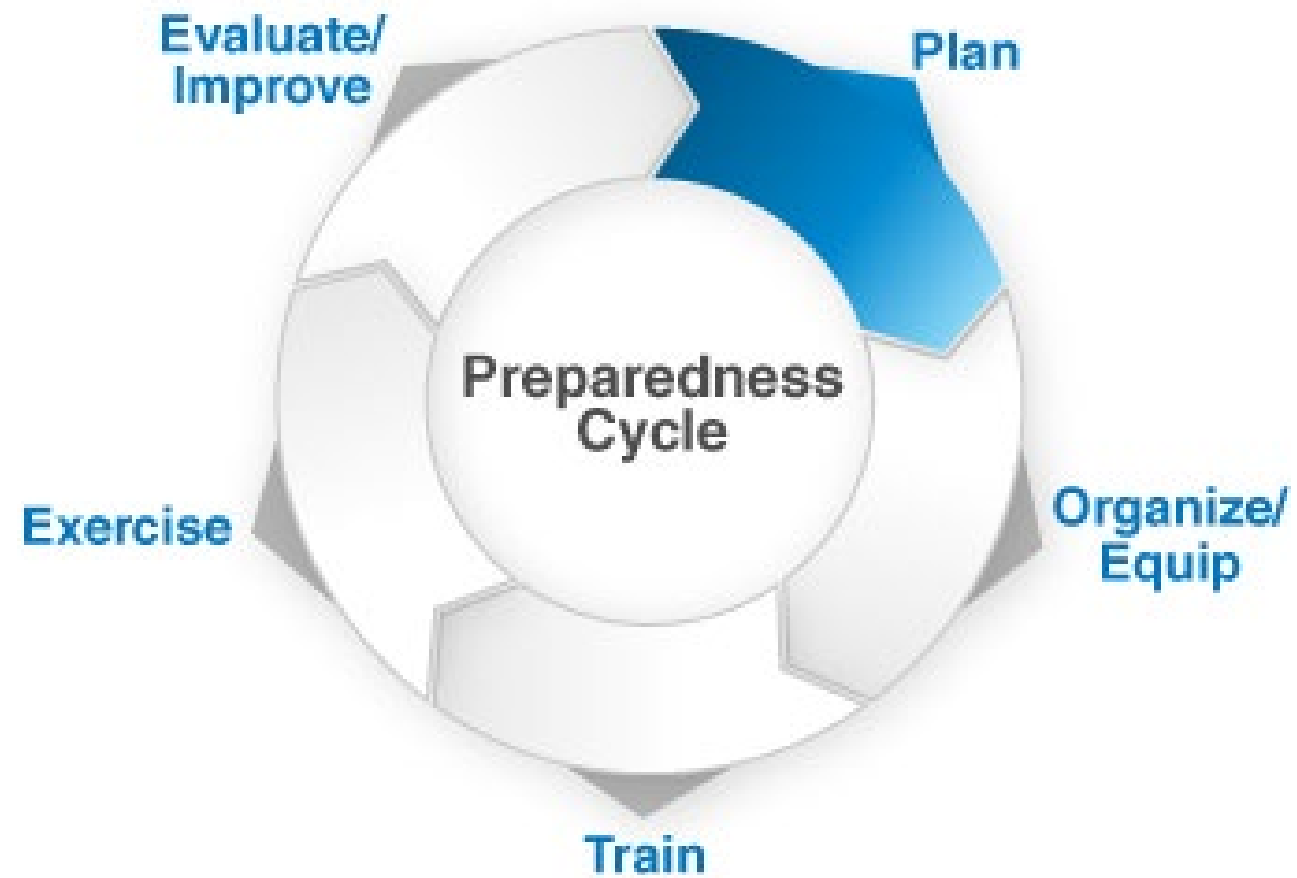 Evaluate/
Improve
Plan
Preparedness
Cycle
Exercise
Organize/
Equip
Train